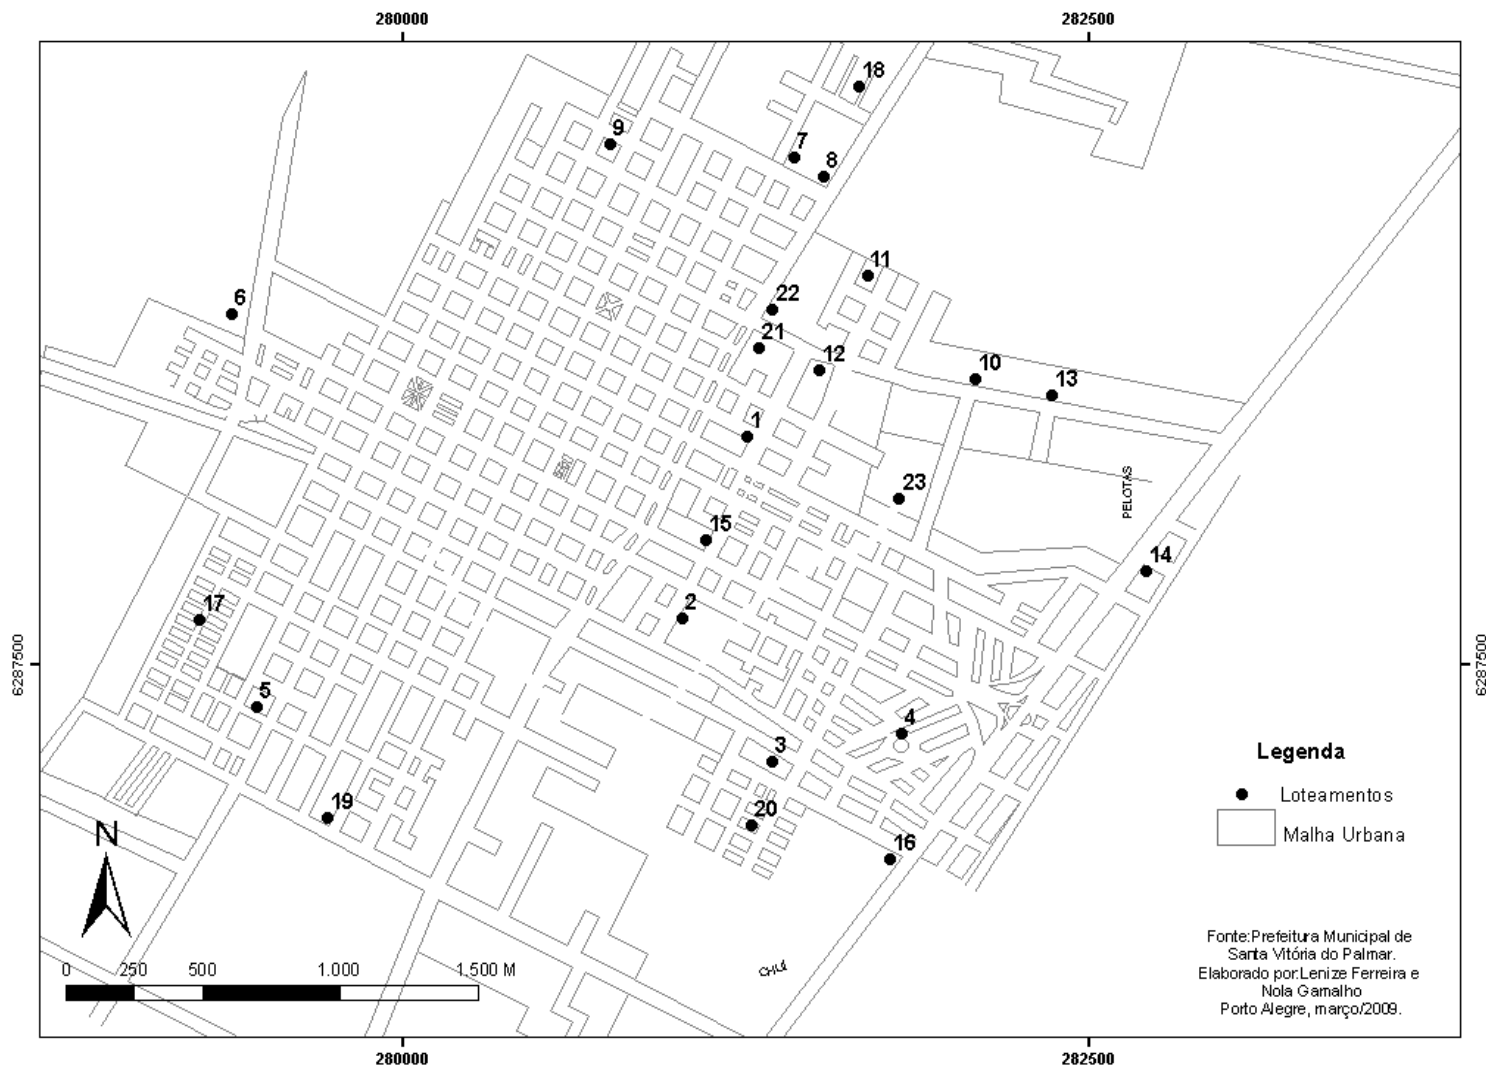 280000
282500
18
9
7
8
11
6
22
21
12
10
13
1
23
PELOTAS
15
14
17
2
6287500
6287500
5
4
3
Legenda
Loteamentos
19
20
Malha Urbana
N
16
Fonte:Prefeitura Municipal de
Santa Vitória do Palmar.
Elaborado por:Lenize Ferreira e
Nola Gamalho
Porto Alegre, março/2009.
0 250 500 1.000 1.500 M
CHUÍ
280000
282500